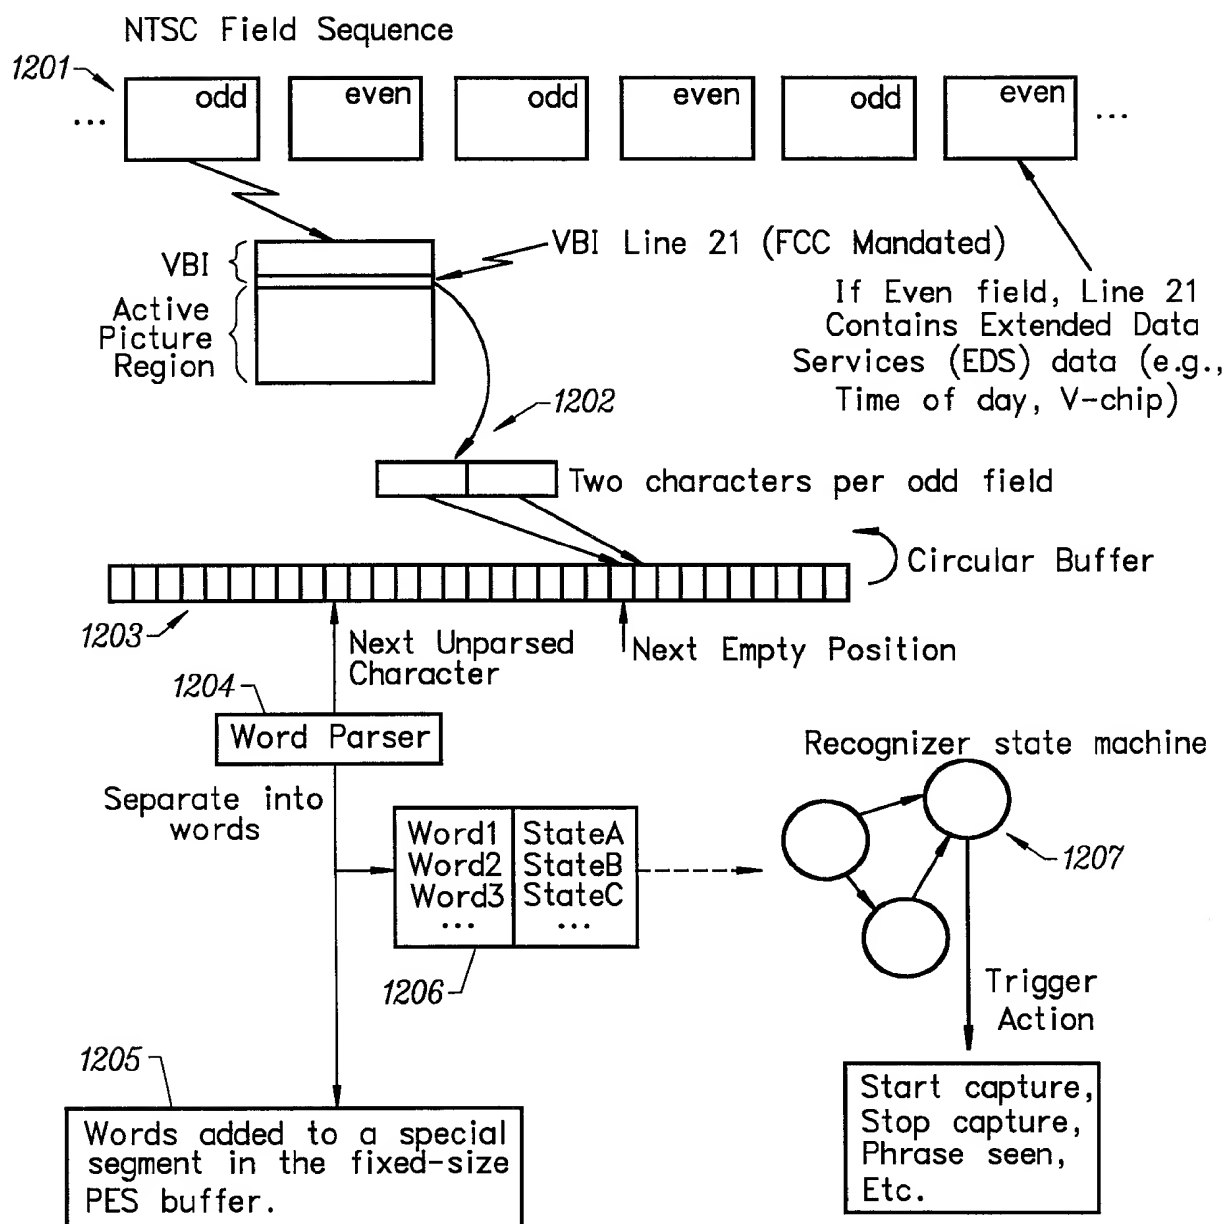 NTSC Field Sequence
1201
... odd even odd even odd even ...
VBI
VBI Line 21 (FCC Mandated)
Active
Picture
Region
If Even field, Line 21
Contains Extended Data
Services (EDS) data (e.g.,
Time of day, V-chip)
1202
Two characters per odd field
Circular Buffer
1203
Next Unparsed
Character
Next Empty Position
1204
Word Parser
Separate into
words
Word1 StateA
Word2 StateB
Word3 StateC
... ...
1206
Recognizer state machine
1207
Trigger
Action
1205
Words added to a special
segment in the fixed-size
PES buffer.
Start capture,
Stop capture,
Phrase seen,
Etc.